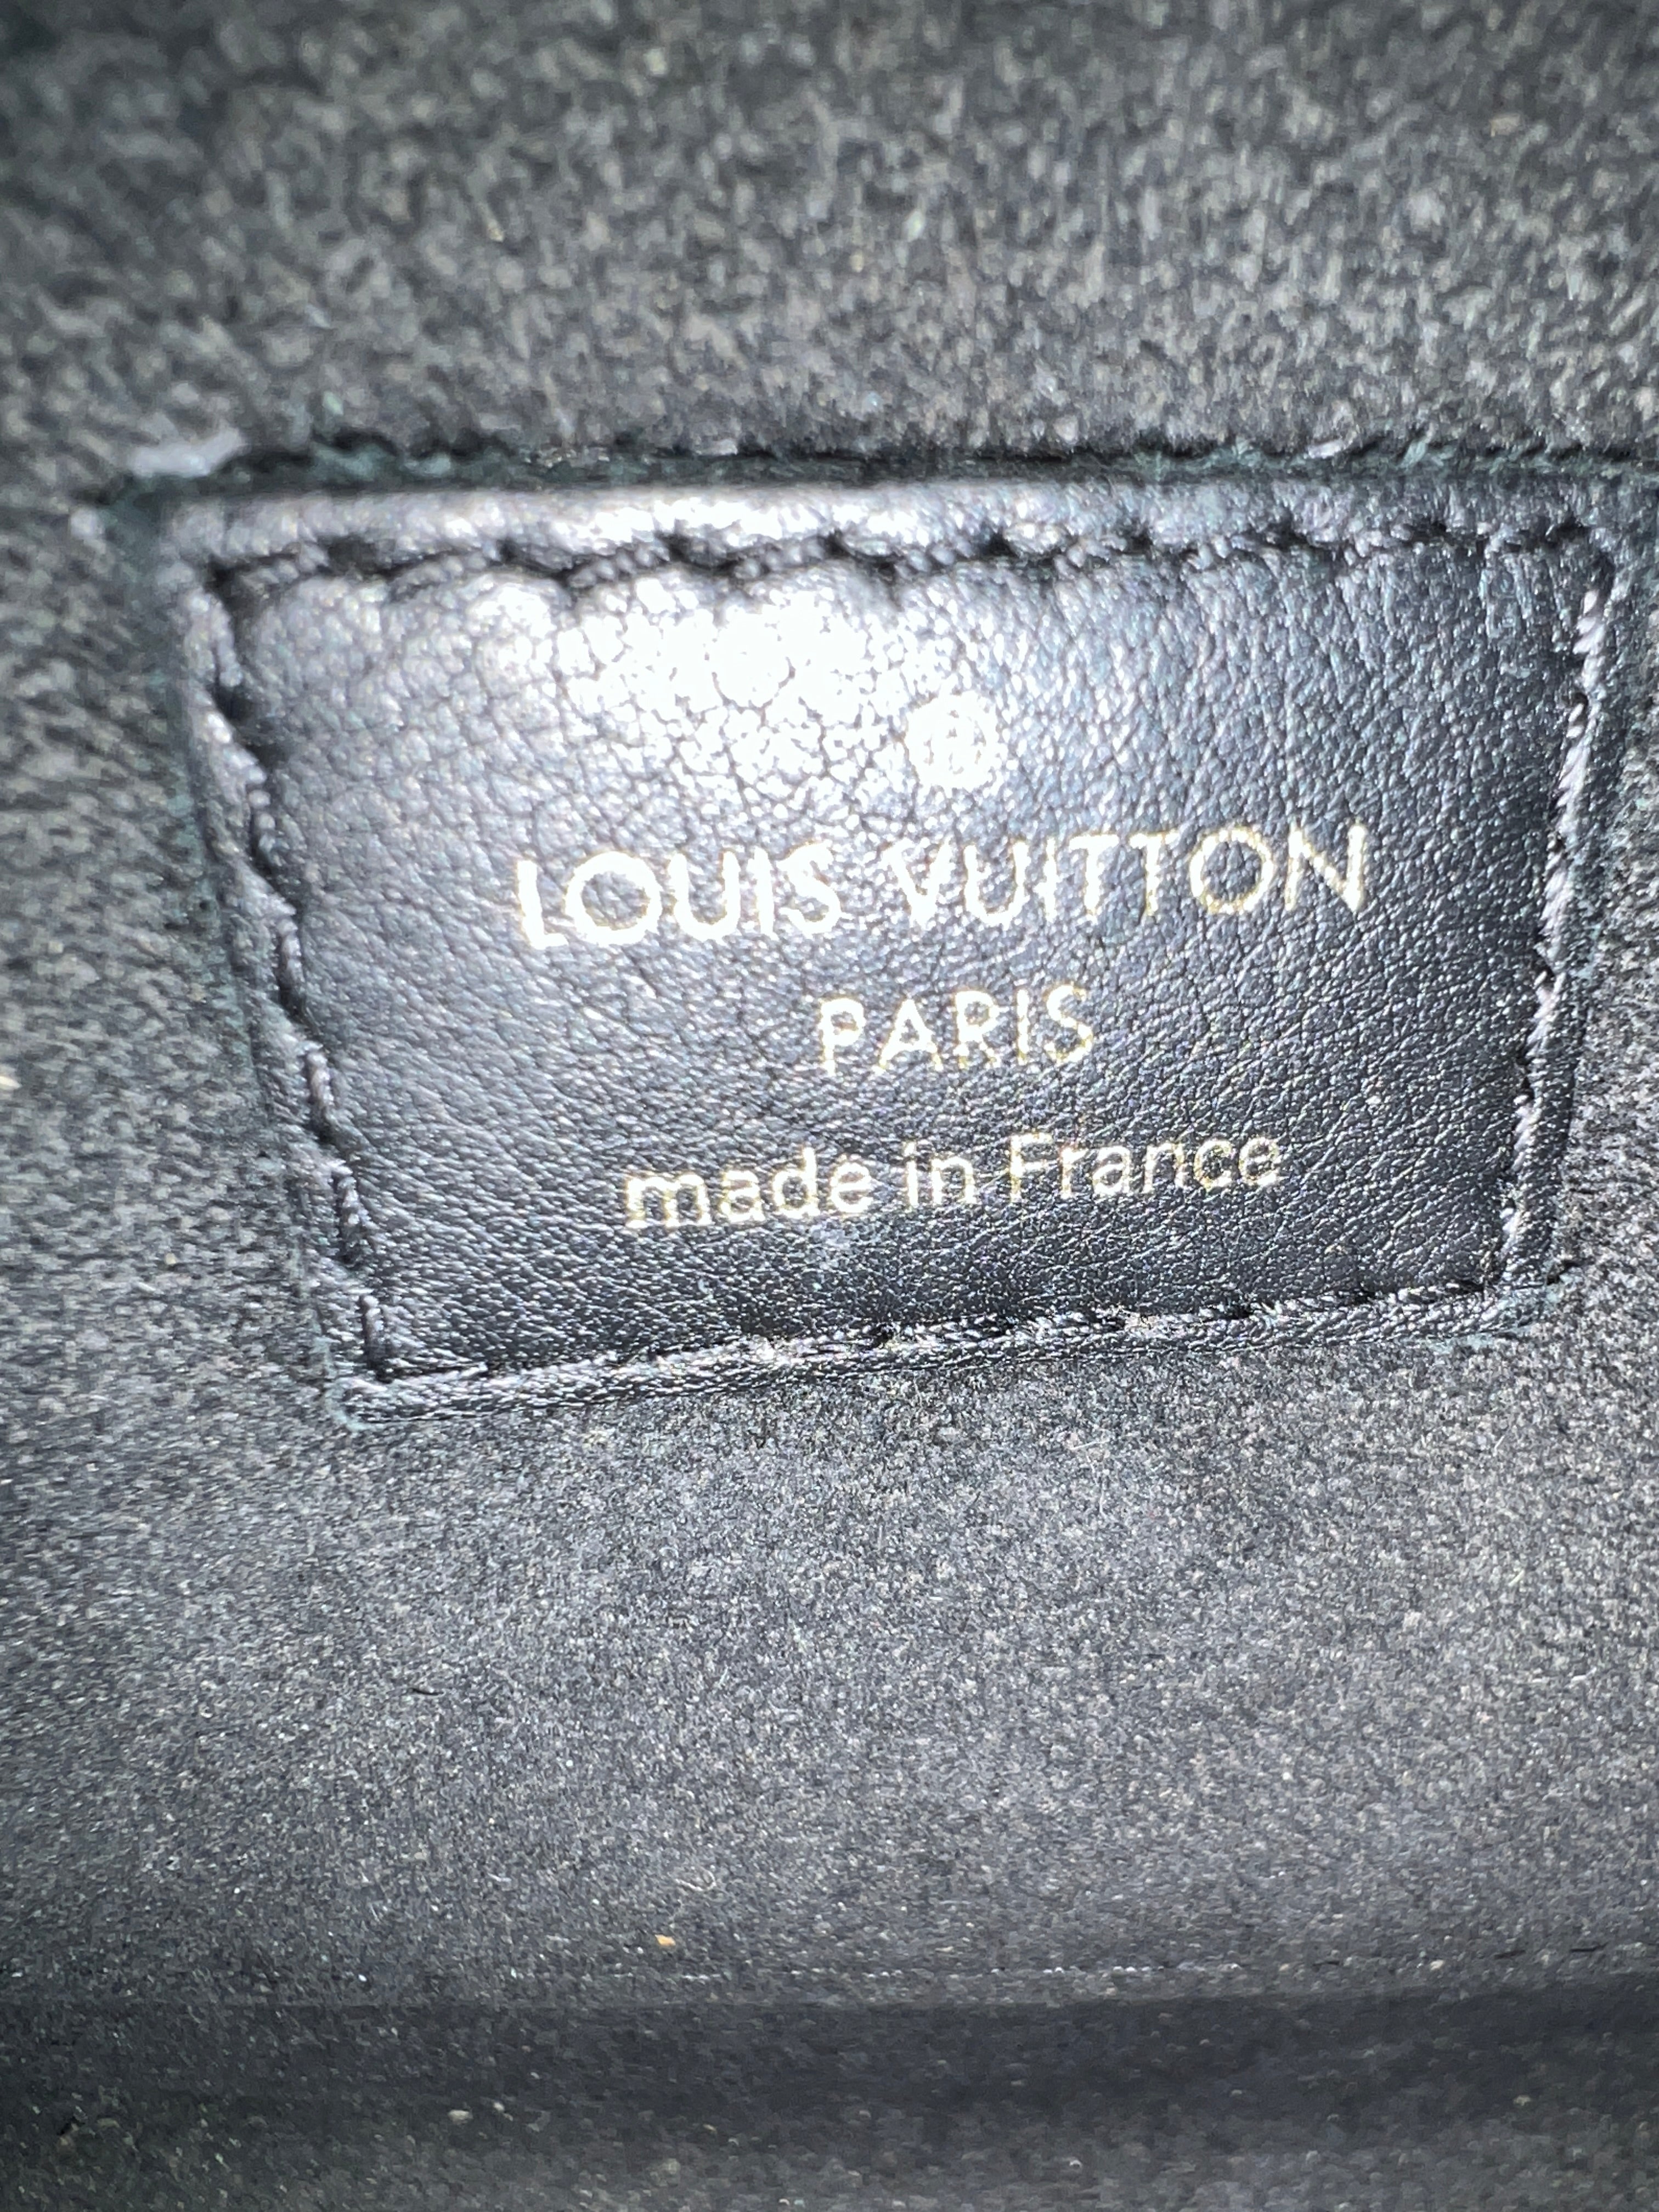 ®
LOUIS VUITTON
PARIS
made in France